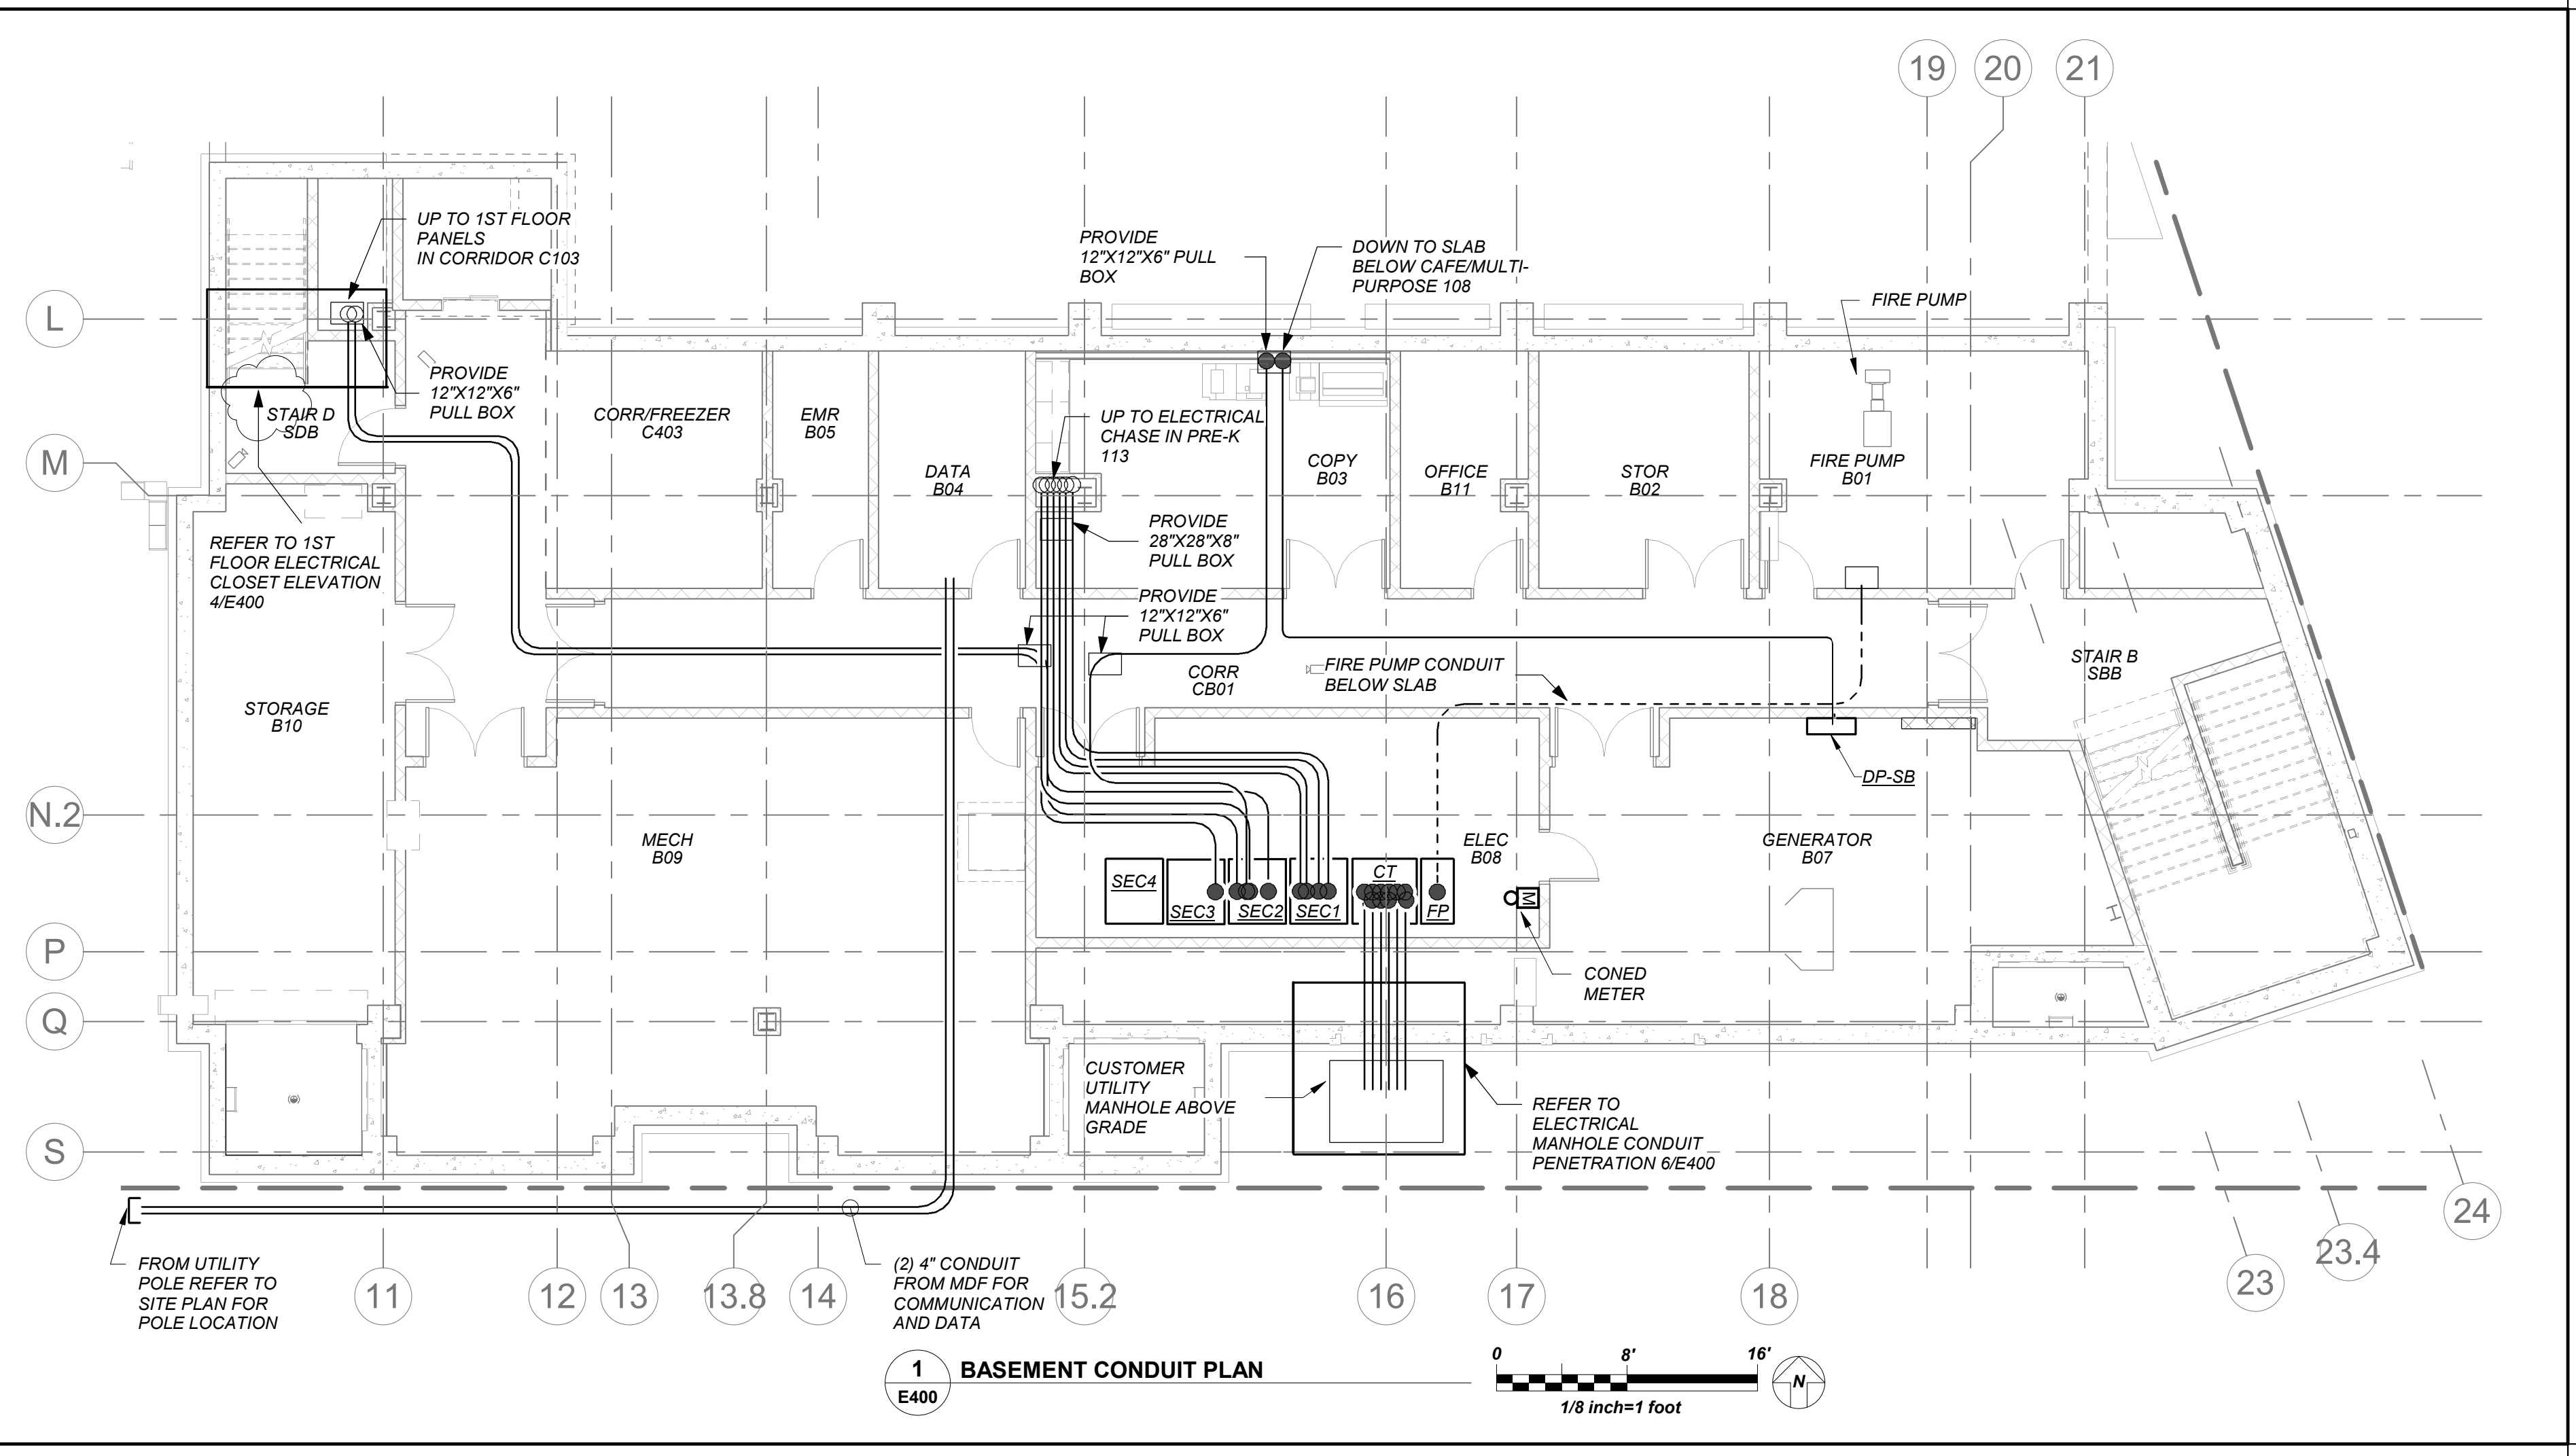 19
20
21
UP TO 1ST FLOOR
PANELS
IN CORRIDOR C103
PROVIDE
12"X12"X6" PULL
BOX
DOWN TO SLAB
BELOW CAFE/MULTI-
PURPOSE 108
FIRE PUMP
L
PROVIDE
12"X12"X6"
PULL BOX
STAIR D
SDB
CORR/FREEZER
C403
EMR
B05
UP TO ELECTRICAL
CHASE IN PRE-K
113
M
DATA
B04
COPY
B03
OFFICE
B11
STOR
B02
FIRE PUMP
B01
REFER TO 1ST
FLOOR ELECTRICAL
CLOSET ELEVATION
4/E400
PROVIDE
28"X28"X8"
PULL BOX
PROVIDE
12"X12"X6"
PULL BOX
CORR
CB01
FIRE PUMP CONDUIT
BELOW SLAB
STAIR B
SBB
STORAGE
B10
DP-SB
N.2
MECH
B09
ELEC
B08
GENERATOR
B07
SEC4
SEC3
SEC2
SEC1
CT
FP
M
P
CONED
METER
Q
CUSTOMER
UTILITY
MANHOLE ABOVE
GRADE
REFER TO
ELECTRICAL
MANHOLE CONDUIT
PENETRATION 6/E400
S
FROM UTILITY
POLE REFER TO
SITE PLAN FOR
POLE LOCATION
(2) 4" CONDUIT
FROM MDF FOR
COMMUNICATION
AND DATA
11
12
13
13.8
14
15.2
16
17
18
23
23.4
24
1
E400
BASEMENT CONDUIT PLAN
0
8'
16'
1/8 inch=1 foot
N